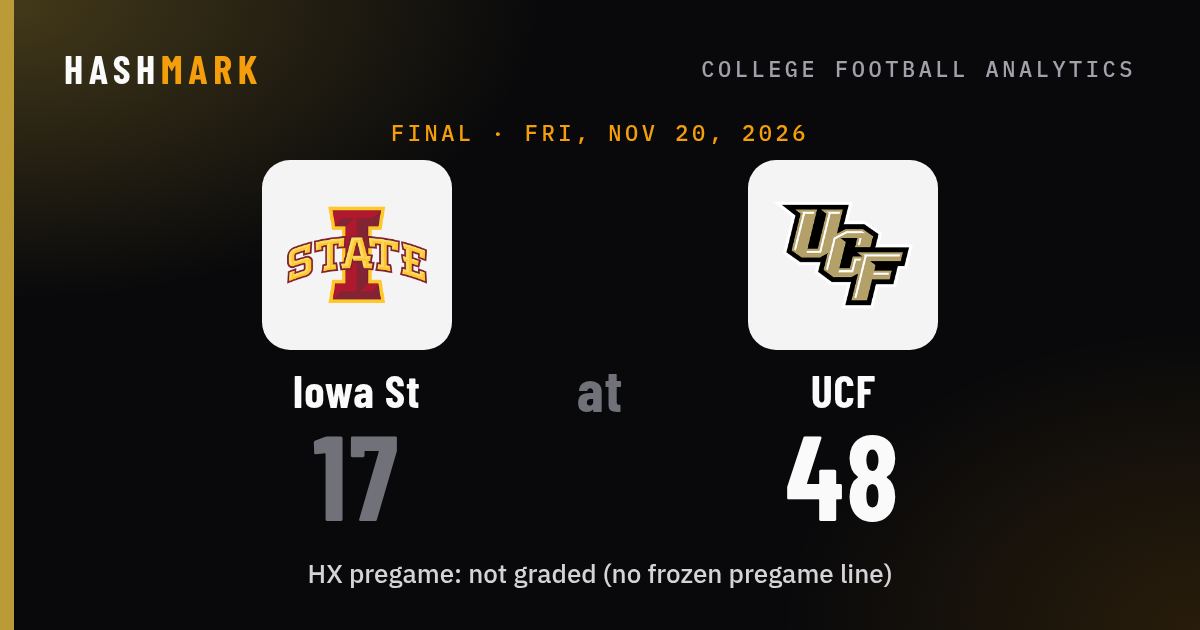 HASHMARK
COLLEGE FOOTBALL ANALYTICS
FINAL · FRI, NOV 20, 2026
STATE
UCF
Iowa St
at
UCF
17
48
HX pregame: not graded (no frozen pregame line)